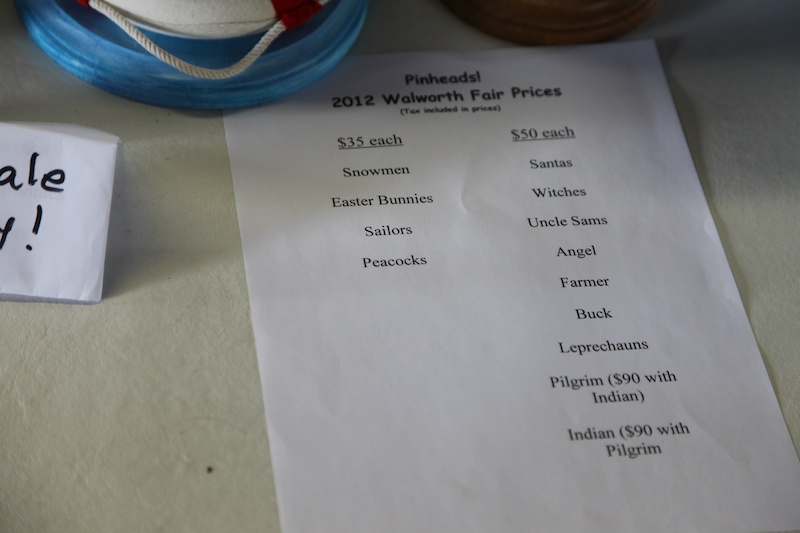 ale
y!
Pinheads!
2012 Walworth Fair Prices
(Tax included in prices)
$35 each
Snowmen
Easter Bunnies
Sailors
Peacocks
$50 each
Santas
Witches
Uncle Sams
Angel
Farmer
Buck
Leprechauns
Pilgrim ($90 with
Indian)
Indian ($90 with
Pilgrim